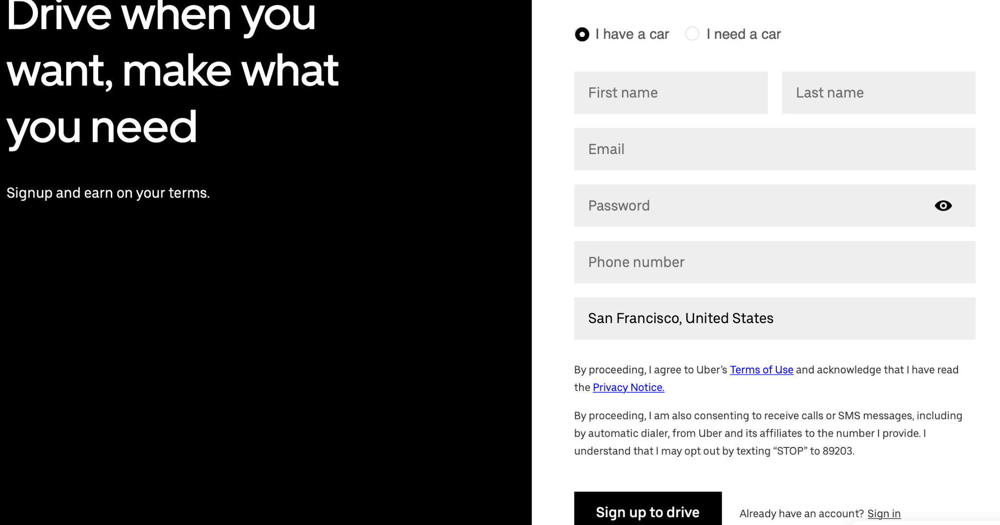 Drive when you
want, make what
you need
Signup and earn on your terms.
I have a car
I need a car
First name
Last name
Email
Password
Phone number
San Francisco, United States
By proceeding, I agree to Uber’s Terms of Use and acknowledge that I have read
the Privacy Notice.
By proceeding, I am also consenting to receive calls or SMS messages, including
by automatic dialer, from Uber and its affiliates to the number I provide. I
understand that I may opt out by texting “STOP” to 89203.
Sign up to drive
Already have an account? Sign in